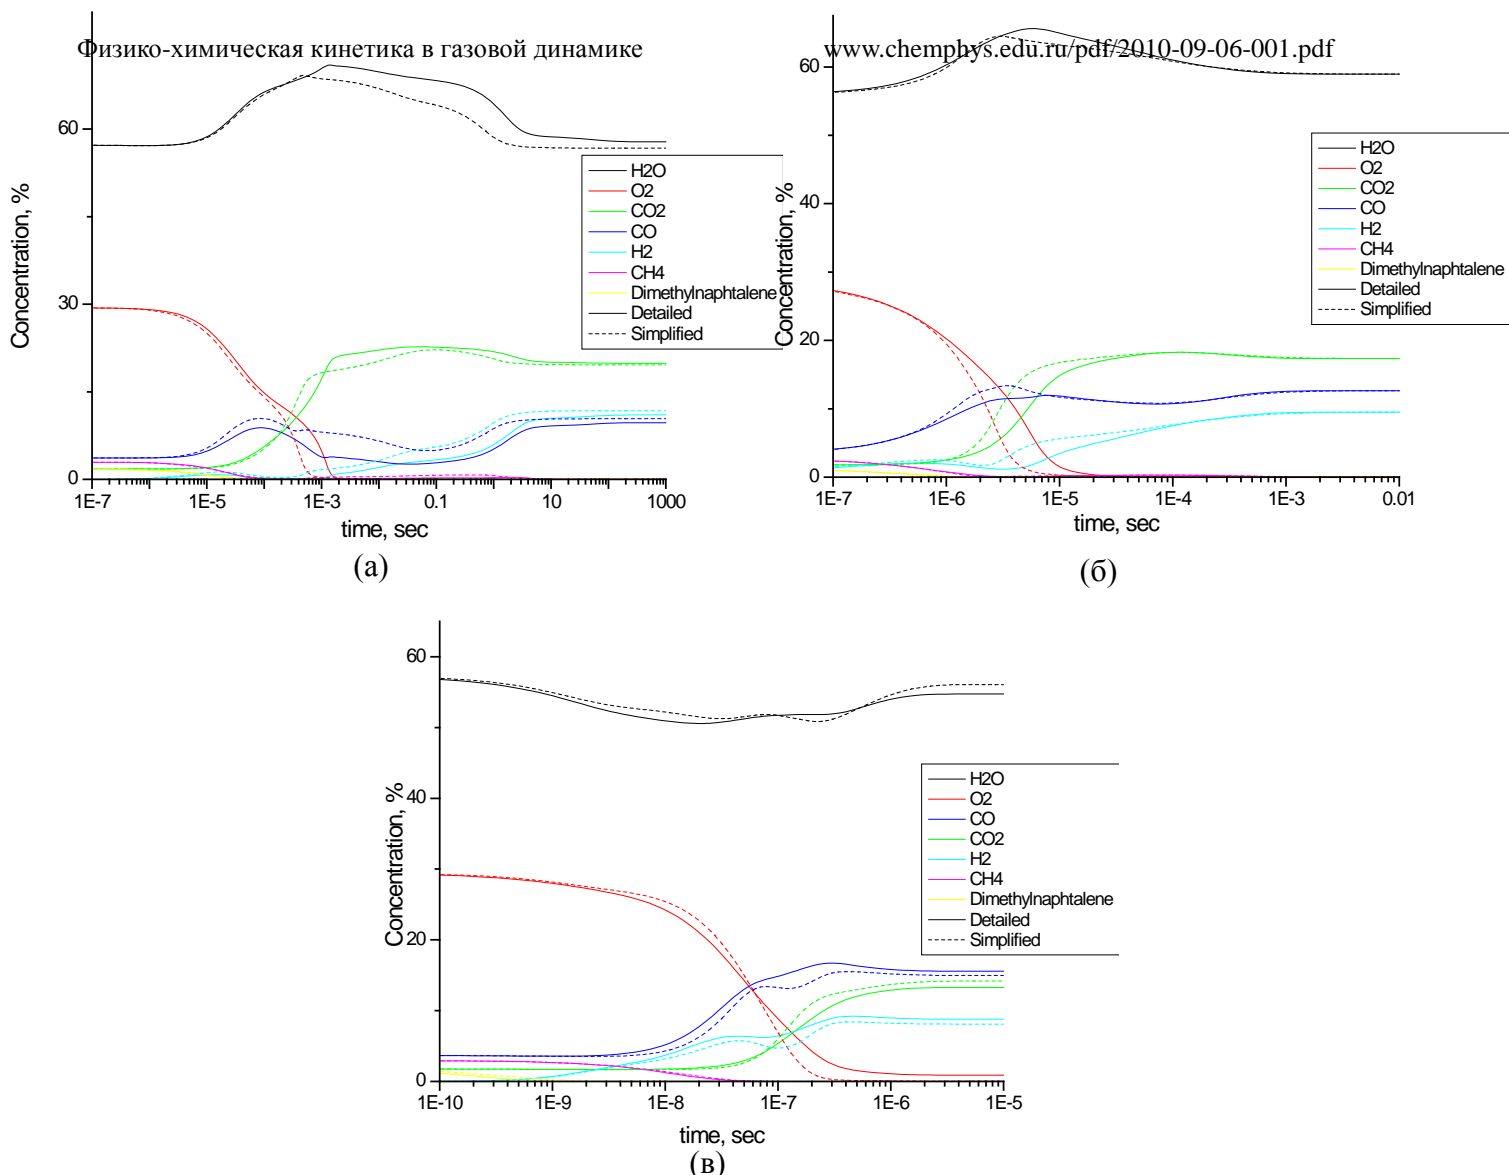 Физико-химическая кинетика в газовой динамике
www.chemphys.edu.ru/pdf/2010-09-06-001.pdf
60
30
0
Concentration, %
H2O
O2
CO2
CO
H2
CH4
Dimethylnaphtalene
Detailed
Simplified
1E-7
1E-5
1E-3
0.1
10
1000
time, sec
(а)
60
40
20
0
Concentration, %
H2O
O2
CO2
CO
H2
CH4
Dimethylnaphtalene
Detailed
Simplified
1E-7
1E-6
1E-5
1E-4
1E-3
0.01
time, sec
(б)
60
40
20
0
Concentration, %
H2O
O2
CO
CO2
H2
CH4
Dimethylnaphtalene
Detailed
Simplified
1E-10
1E-9
1E-8
1E-7
1E-6
1E-5
time, sec
(в)